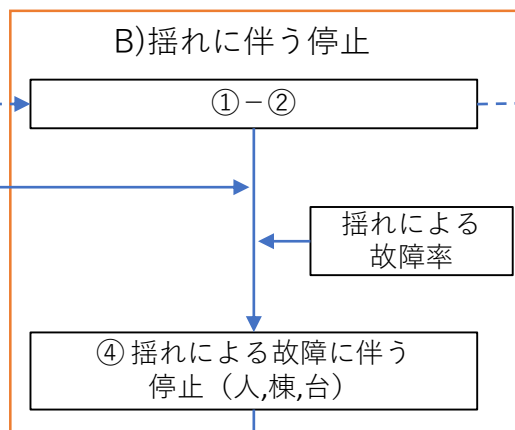 B)揺れに伴う停止
①－②
揺れによる
故障率
④揺れによる故障に伴う
停止（人,棟,台）